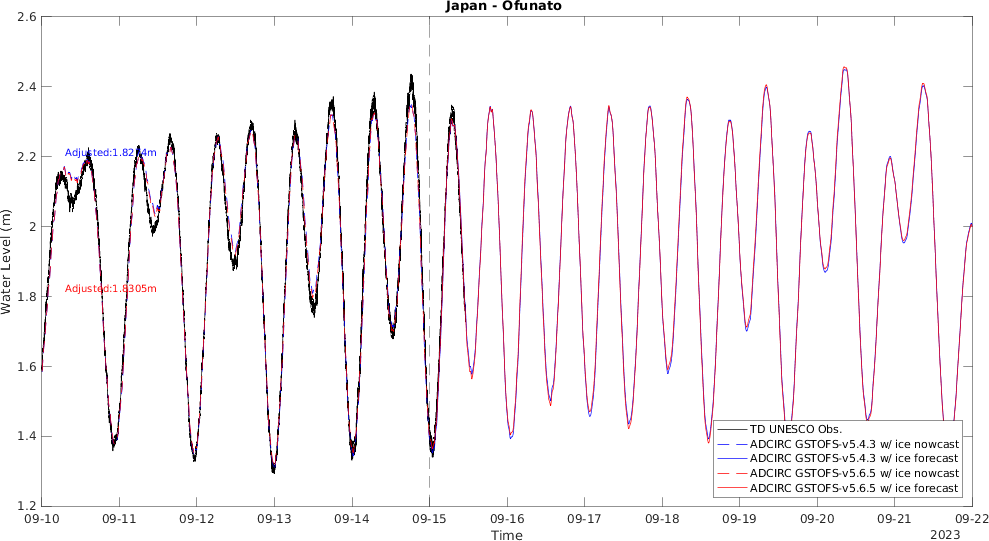 Japan - Ofunato
2.6
2.4
2.2
2
1.8
1.6
1.4
1.2
Water Level (m)
Adjusted:1.8274m
Adjusted:1.8305m
TD UNESCO Obs.
ADCIRC GSTOFS-v5.4.3 w/ ice nowcast
ADCIRC GSTOFS-v5.4.3 w/ ice forecast
ADCIRC GSTOFS-v5.6.5 w/ ice nowcast
ADCIRC GSTOFS-v5.6.5 w/ ice forecast
09-10 09-11 09-12 09-13 09-14 09-15 09-16 09-17 09-18 09-19 09-20 09-21 09-22
Time
2023